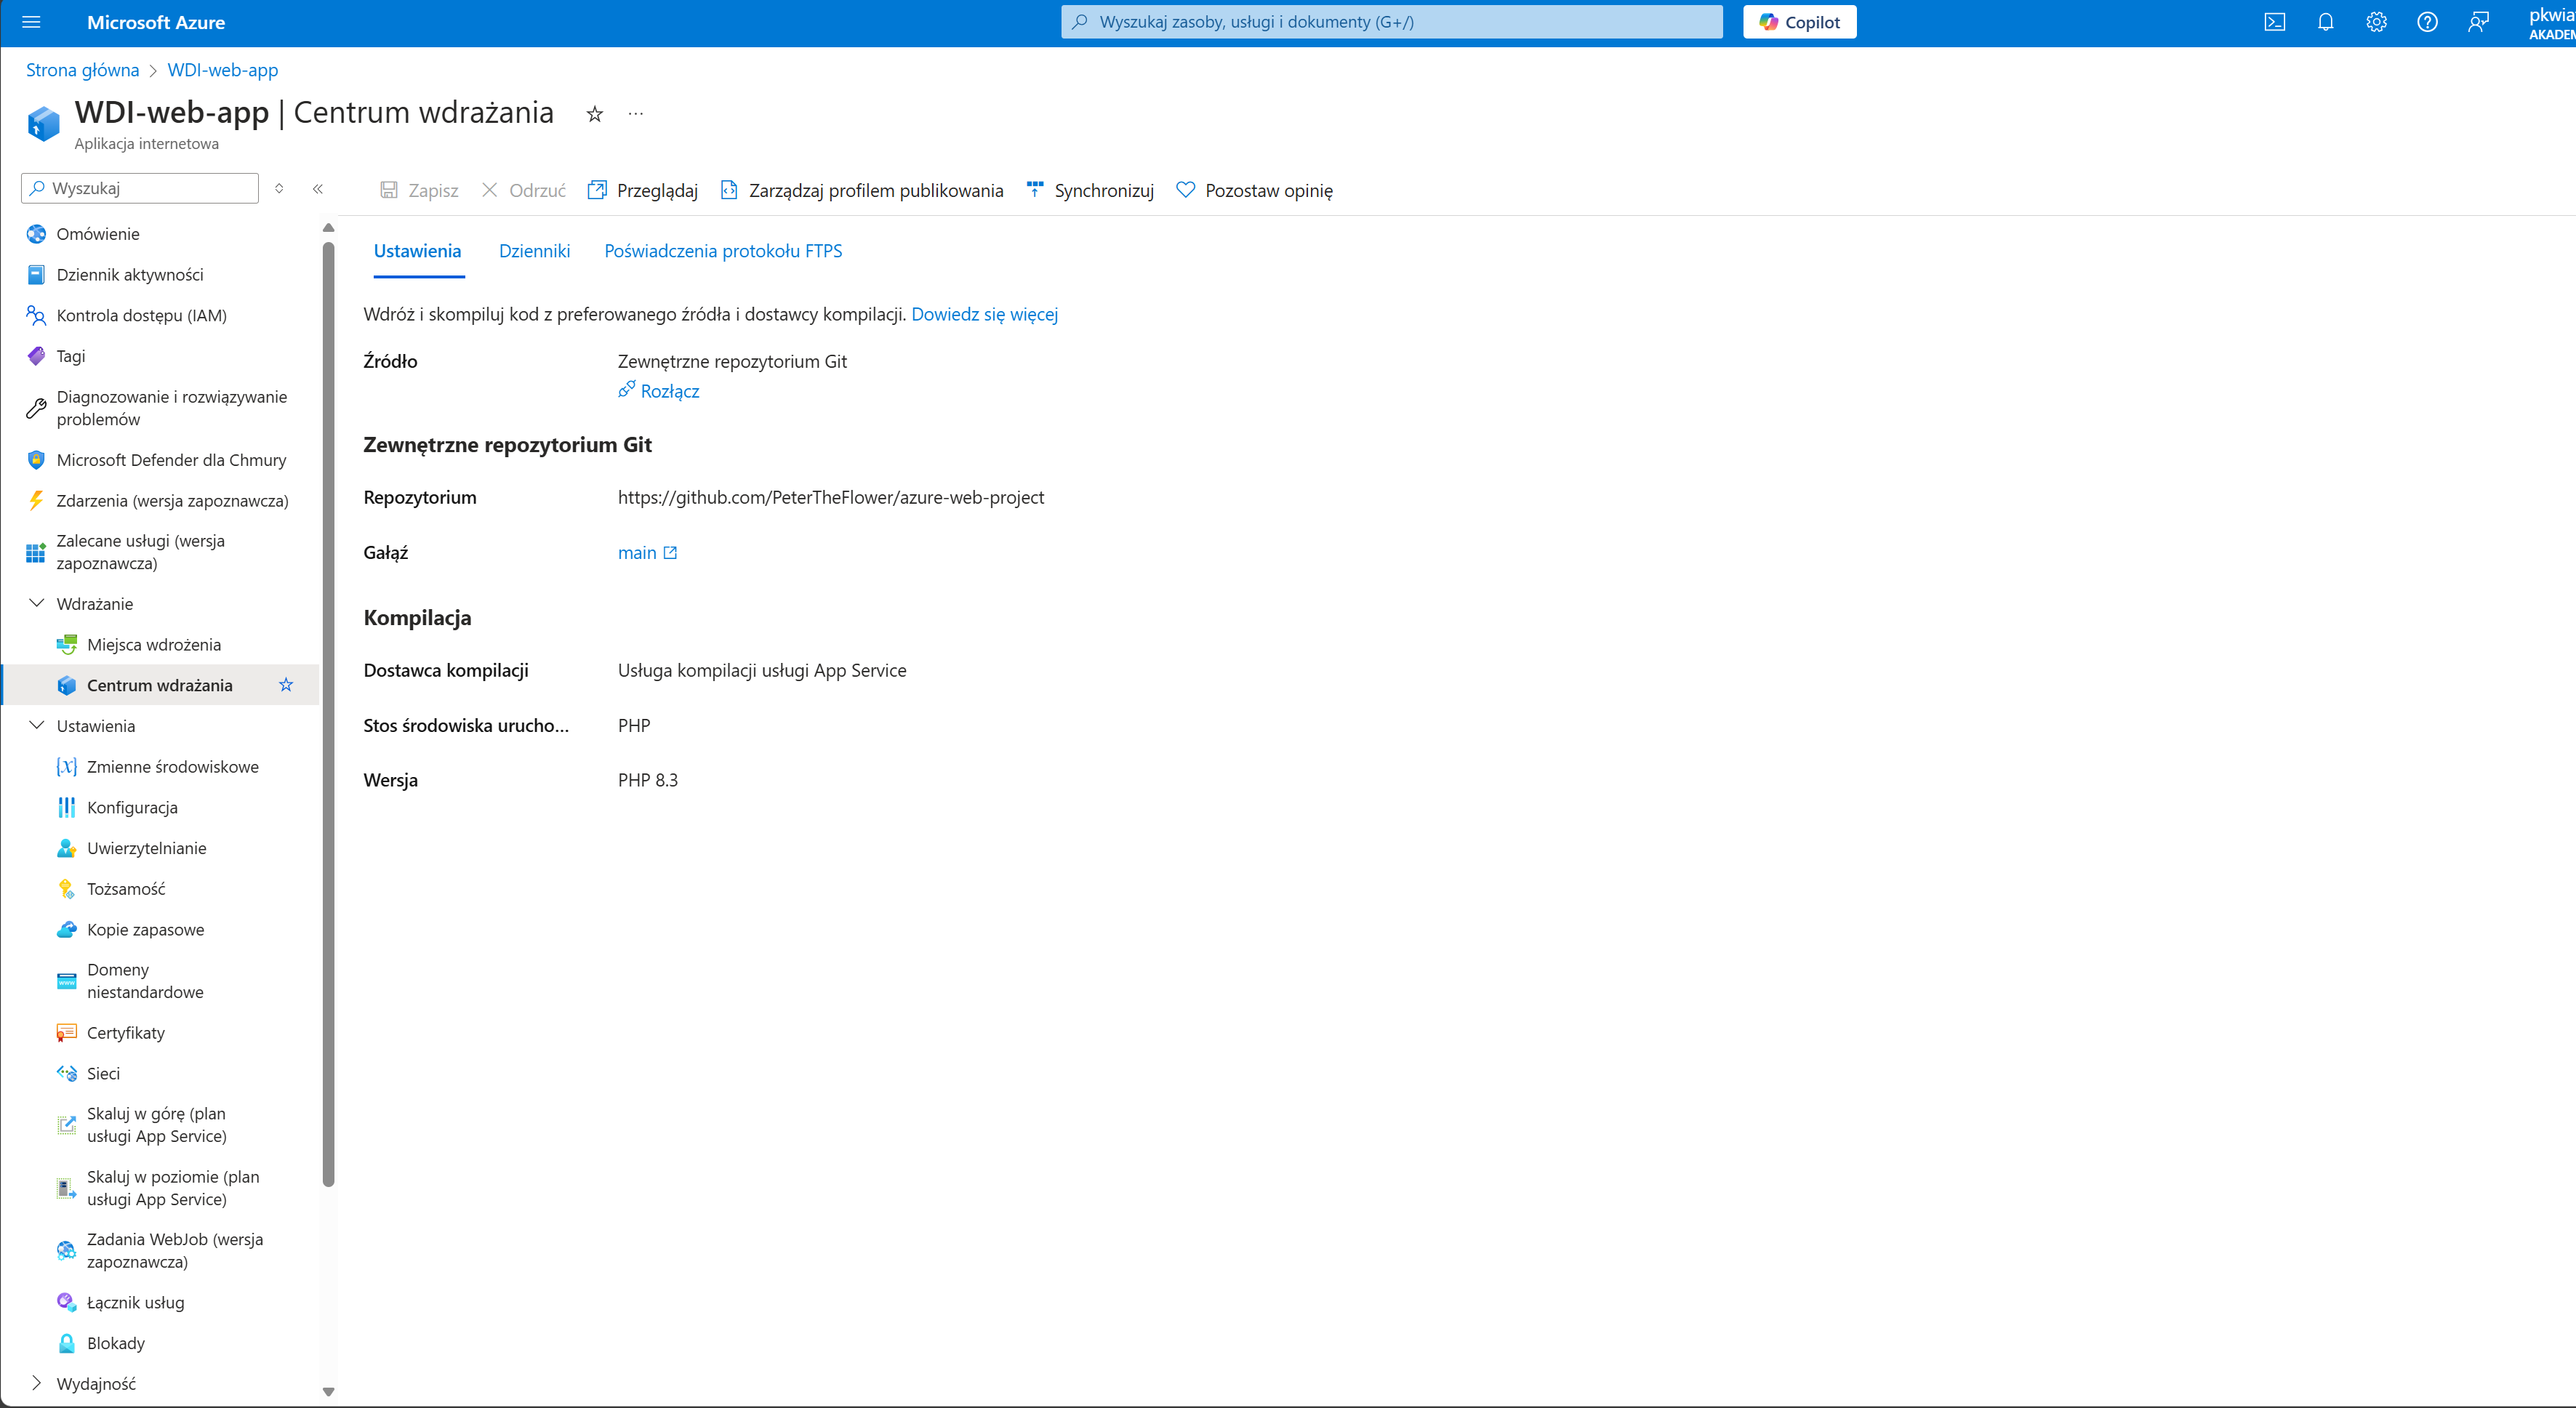 Microsoft Azure
Wyszukaj zasoby, usługi i dokumenty (G+/)
Copilot
pkwia
AKADEM
Strona główna > WDI-web-app
WDI-web-app | Centrum wdrażania
Aplikacja internetowa
Wyszukaj
Zapisz
Odrzuć
Przeglądaj
Zarządzaj profilem publikowania
Synchronizuj
Pozostaw opinię
Omówienie
Dziennik aktywności
Kontrola dostępu (IAM)
Tagi
Diagnozowanie i rozwiązywanie
problemów
Microsoft Defender dla Chmury
Zdarzenia (wersja zapoznawcza)
Zalecane usługi (wersja
zapoznawcza)
Wdrażanie
Miejsca wdrożenia
Centrum wdrażania
Ustawienia
Zmienne środowiskowe
Konfiguracja
Uwierzytelnianie
Tożsamość
Kopie zapasowe
Domeny
niestandardowe
Certyfikaty
Sieci
Skaluj w górę (plan
usługi App Service)
Skaluj w poziomie (plan
usługi App Service)
Zadania WebJob (wersja
zapoznawcza)
Łącznik usług
Blokady
Wydajność
Ustawienia
Dzienniki
Poświadczenia protokołu FTPS
Wdróż i skompiluj kod z preferowanego źródła i dostawcy kompilacji. Dowiedz się więcej
Źródło
Zewnętrzne repozytorium Git
Rozłącz
Zewnętrzne repozytorium Git
Repozytorium
https://github.com/PeterTheFlower/azure-web-project
Gałąź
main
Kompilacja
Dostawca kompilacji
Usługa kompilacji usługi App Service
Stos środowiska urucho...
PHP
Wersja
PHP 8.3